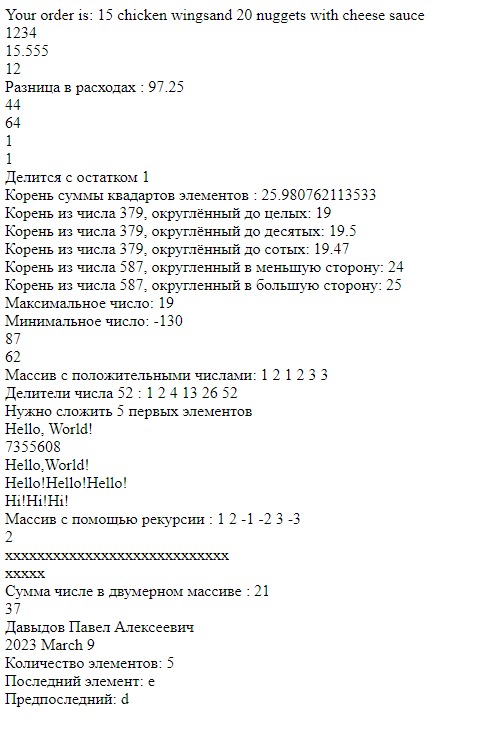 Your order is: 15 chicken wingsand 20 nuggets with cheese sauce
1234
15.555
12
Разница в расходах : 97.25
44
64
1
1
Делится с остатком 1
Корень суммы квадартов элементов : 25.980762113533
Корень из числа 379, округлённый до целых: 19
Корень из числа 379, округлённый до десятых: 19.5
Корень из числа 379, округлённый до сотых: 19.47
Корень из числа 587, округленный в меньшую сторону: 24
Корень из числа 587, округленный в большую сторону: 25
Максимальное число: 19
Минимальное число: -130
87
62
Массив с положительными числами: 1 2 1 2 3 3
Делители числа 52 : 1 2 4 13 26 52
Нужно сложить 5 первых элементов
Hello, World!
7355608
Hello,World!
Hello!Hello!Hello!
Hi!Hi!Hi!
Массив с помошью рекурсии : 1 2 -1 -2 3 -3
2
xxxxxxxxxxxxxxxxxxxxxxxxxxxx
xxxxx
Сумма числе в двумерном массиве : 21
37
Давыдов Павел Алексеевич
2023 March 9
Количество элементов: 5
Последний элемент: e
Предпоследний: d